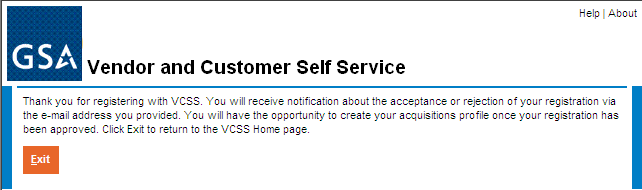 Help | About
GSA Vendor and Customer Self Service
Thank you for registering with VCSS. You will receive notification about the acceptance or rejection of your registration via
the e-mail address you provided. You will have the opportunity to create your acquisitions profile once your registration has
been approved. Click Exit to return to the VCSS Home page.
Exit